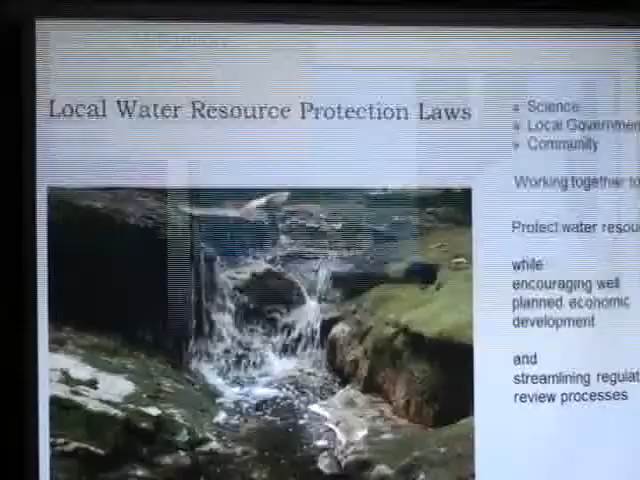 Local Water Resource Protection Laws
Science
Local Governmen
Community
Working together to
Protect water resou
while
encouraging well
planned economic
development
and
streamlining regulat
review processes